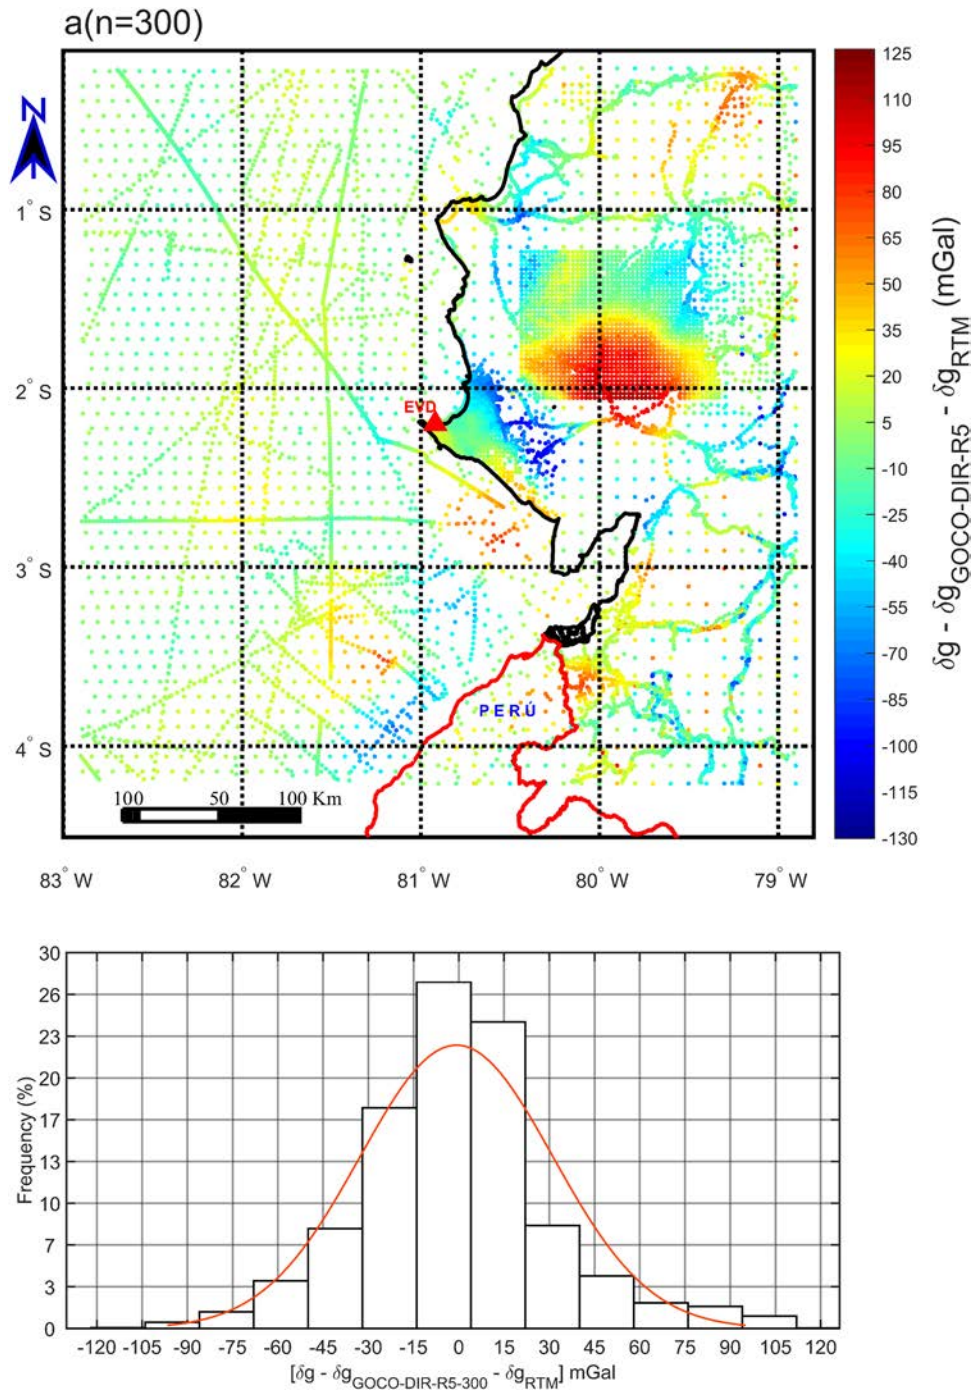 a(n=300)
N
1° S
2° S
3° S
4° S
EVD
PERÚ
100 50 100 Km
83° W 82° W 81° W 80° W 79° W
125
110
95
80
65
50
35
20
5
-10
-25
-40
-55
-70
-85
-100
-115
-130
δg - δgGOCO-DIR-R5 - δgRTM (mGal)
30
26
23
20
17
13
10
7
3
0
Frequency (%)
-120 -105 -90 -75 -60 -45 -30 -15 0 15 30 45 60 75 90 105 120
[δg - δgGOCO-DIR-R5-300 - δgRTM] mGal